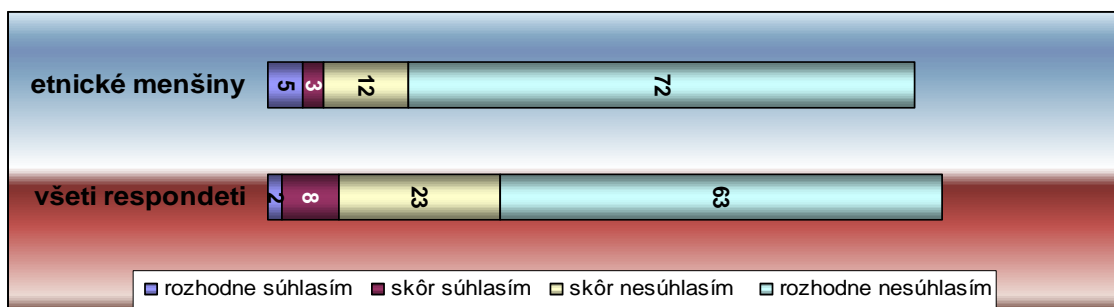 etnické menšiny 5 3 12 72
všeti respondeti 2 8 23 63
rozhodne súhlasím skôr súhlasím skôr nesúhlasím rozhodne nesúhlasím